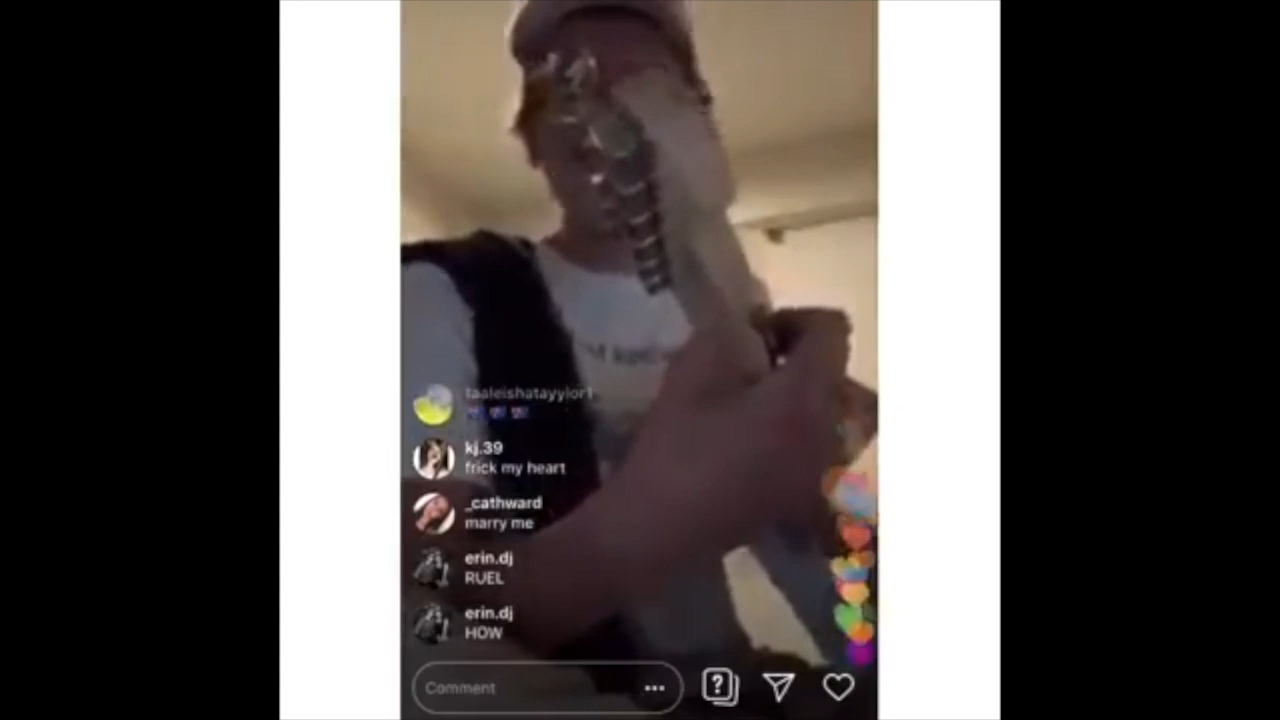 taaleishatayylor1
🇦🇺 🇦🇺 🇦🇺
kj.39
frick my heart
_cathward
marry me
erin.dj
RUEL
erin.dj
HOW
Comment
?